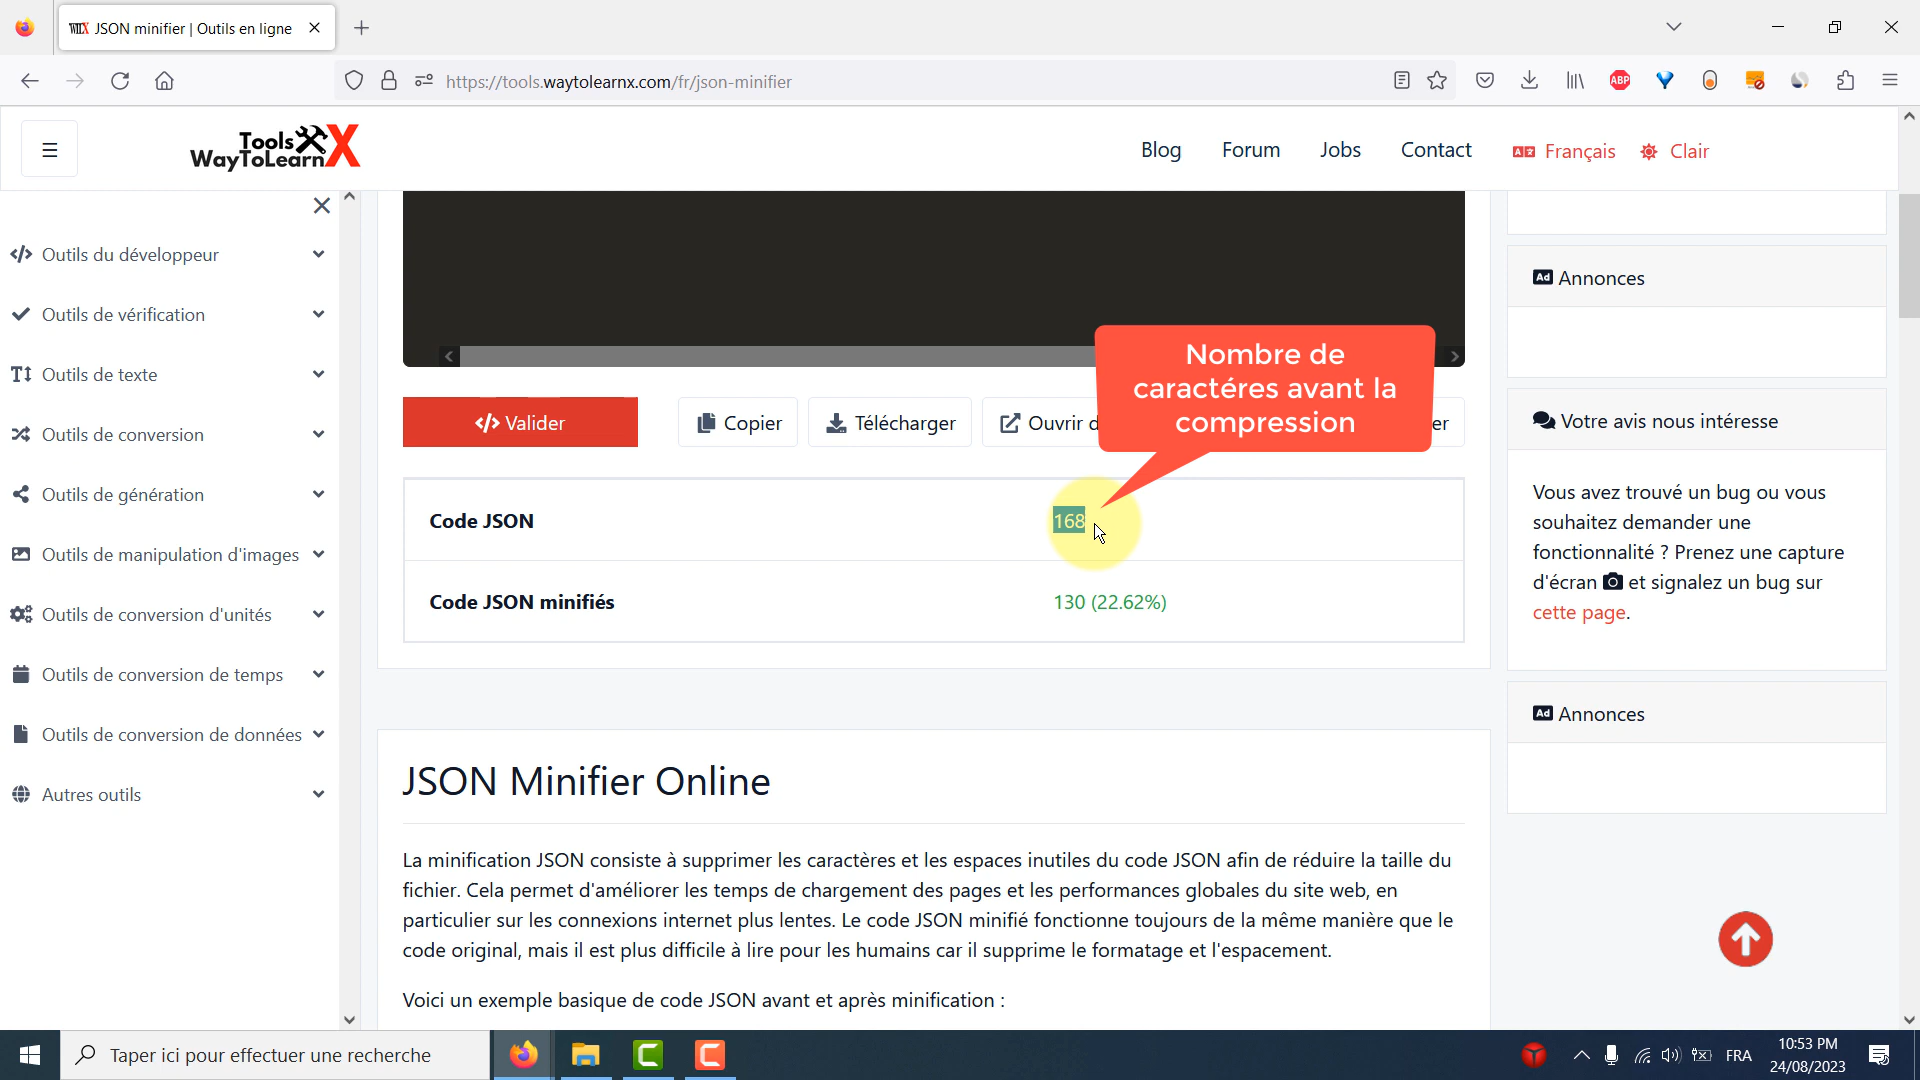 JSON minifier | Outils en ligne
https://tools.waytolearnx.com/fr/json-minifier
ABP
Tools
WayToLearnX
Blog
Forum
Jobs
Contact
Français
Clair
Outils du développeur
Outils de vérification
Outils de texte
Outils de conversion
Outils de génération
Outils de manipulation d'images
Outils de conversion d'unités
Outils de conversion de temps
Outils de conversion de données
Autres outils
Nombre de
caractéres avant la
compression
Valider
Copier
Télécharger
Ouvrir d
er
Code JSON
168
Code JSON minifiés
130 (22.62%)
JSON Minifier Online
La minification JSON consiste à supprimer les caractères et les espaces inutiles du code JSON afin de réduire la taille du
fichier. Cela permet d'améliorer les temps de chargement des pages et les performances globales du site web, en
particulier sur les connexions internet plus lentes. Le code JSON minifié fonctionne toujours de la même manière que le
code original, mais il est plus difficile à lire pour les humains car il supprime le formatage et l'espacement.
Voici un exemple basique de code JSON avant et après minification :
Ad Annonces
Votre avis nous intéresse
Vous avez trouvé un bug ou vous
souhaitez demander une
fonctionnalité ? Prenez une capture
d'écran et signalez un bug sur
cette page.
Ad Annonces
Taper ici pour effectuer une recherche
FRA
10:53 PM
24/08/2023